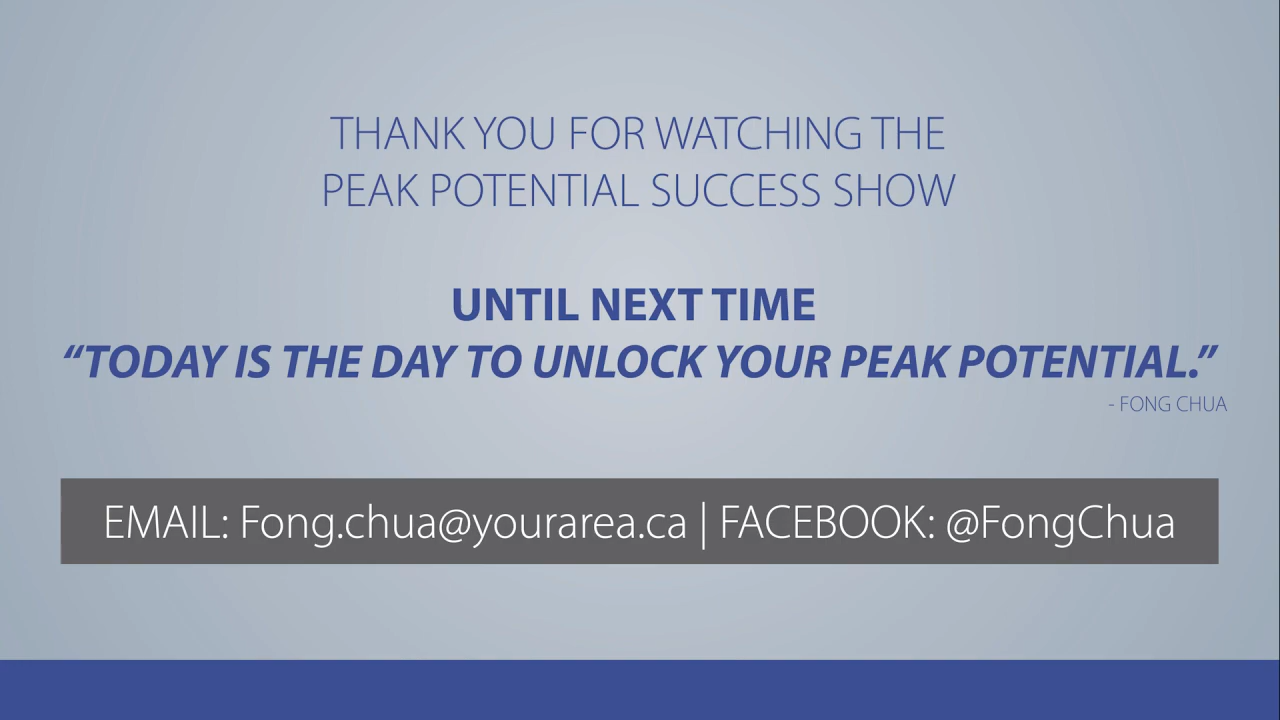 THANK YOU FOR WATCHING THE
PEAK POTENTIAL SUCCESS SHOW
UNTIL NEXT TIME
“TODAY IS THE DAY TO UNLOCK YOUR PEAK POTENTIAL.”
- FONG CHUA
EMAIL: Fong.chua@yourarea.ca | FACEBOOK: @FongChua